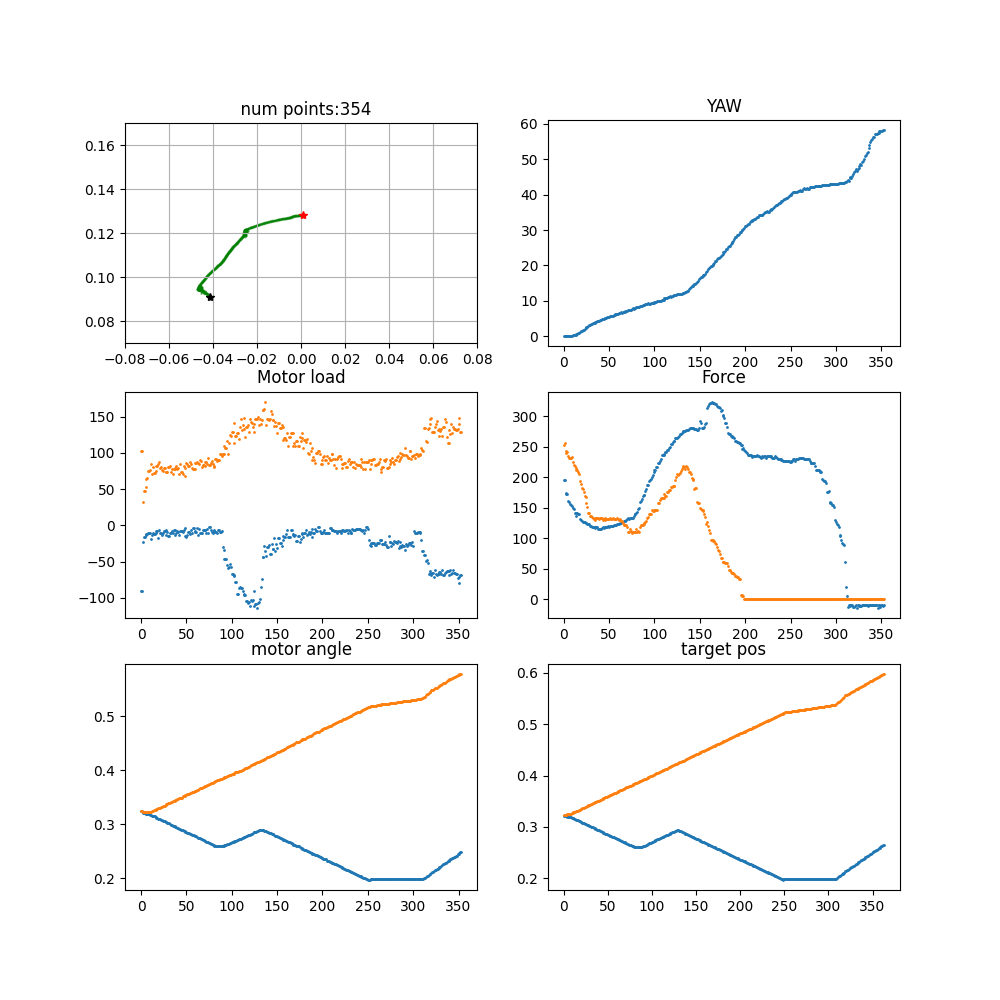 num points:354
0.16
0.14
0.12
0.10
0.08
−0.08 −0.06 −0.04 −0.02 0.00 0.02 0.04 0.06 0.08
YAW
60
50
40
30
20
10
0
0 50 100 150 200 250 300 350
Motor load
150
100
50
0
−50
−100
0 50 100 150 200 250 300 350
Force
300
250
200
150
100
50
0
0 50 100 150 200 250 300 350
motor angle
0.5
0.4
0.3
0.2
0 50 100 150 200 250 300 350
target pos
0.6
0.5
0.4
0.3
0.2
0 50 100 150 200 250 300 350